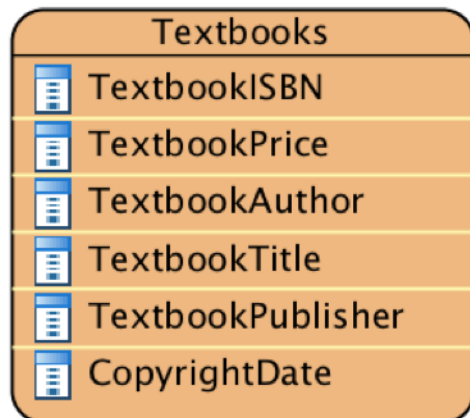 Textbooks
TextbookISBN
TextbookPrice
TextbookAuthor
TextbookTitle
TextbookPublisher
CopyrightDate